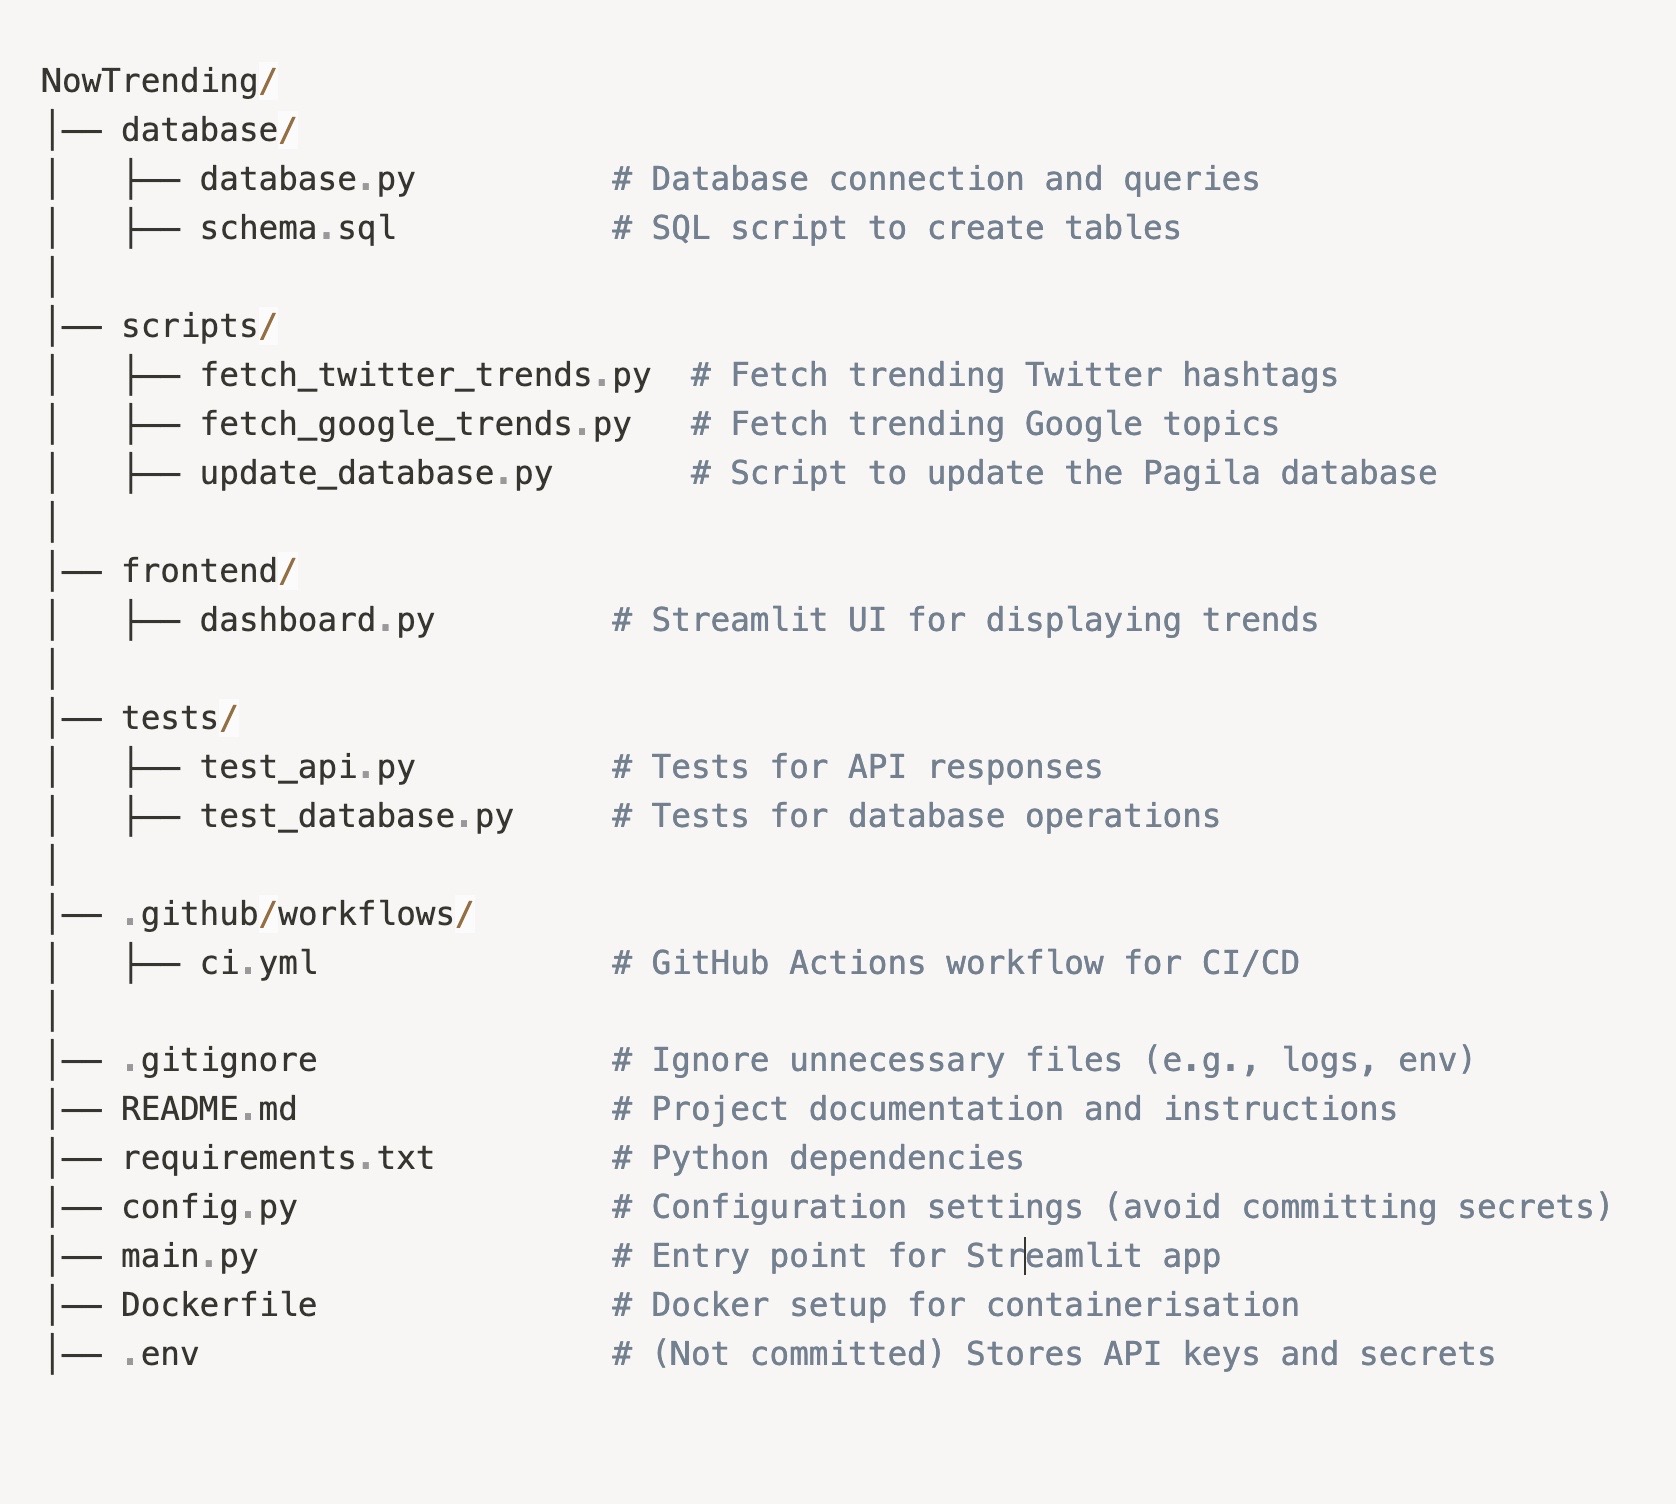 NowTrending/
│── database/
│   ├── database.py          # Database connection and queries
│   ├── schema.sql           # SQL script to create tables
│
│── scripts/
│   ├── fetch_twitter_trends.py  # Fetch trending Twitter hashtags
│   ├── fetch_google_trends.py   # Fetch trending Google topics
│   ├── update_database.py       # Script to update the Pagila database
│
│── frontend/
│   ├── dashboard.py         # Streamlit UI for displaying trends
│
│── tests/
│   ├── test_api.py          # Tests for API responses
│   ├── test_database.py     # Tests for database operations
│
│── .github/workflows/
│   ├── ci.yml               # GitHub Actions workflow for CI/CD
│
│── .gitignore               # Ignore unnecessary files (e.g., logs, env)
│── README.md                # Project documentation and instructions
│── requirements.txt         # Python dependencies
│── config.py                # Configuration settings (avoid committing secrets)
│── main.py                  # Entry point for Streamlit app
│── Dockerfile               # Docker setup for containerisation
│── .env                     # (Not committed) Stores API keys and secrets